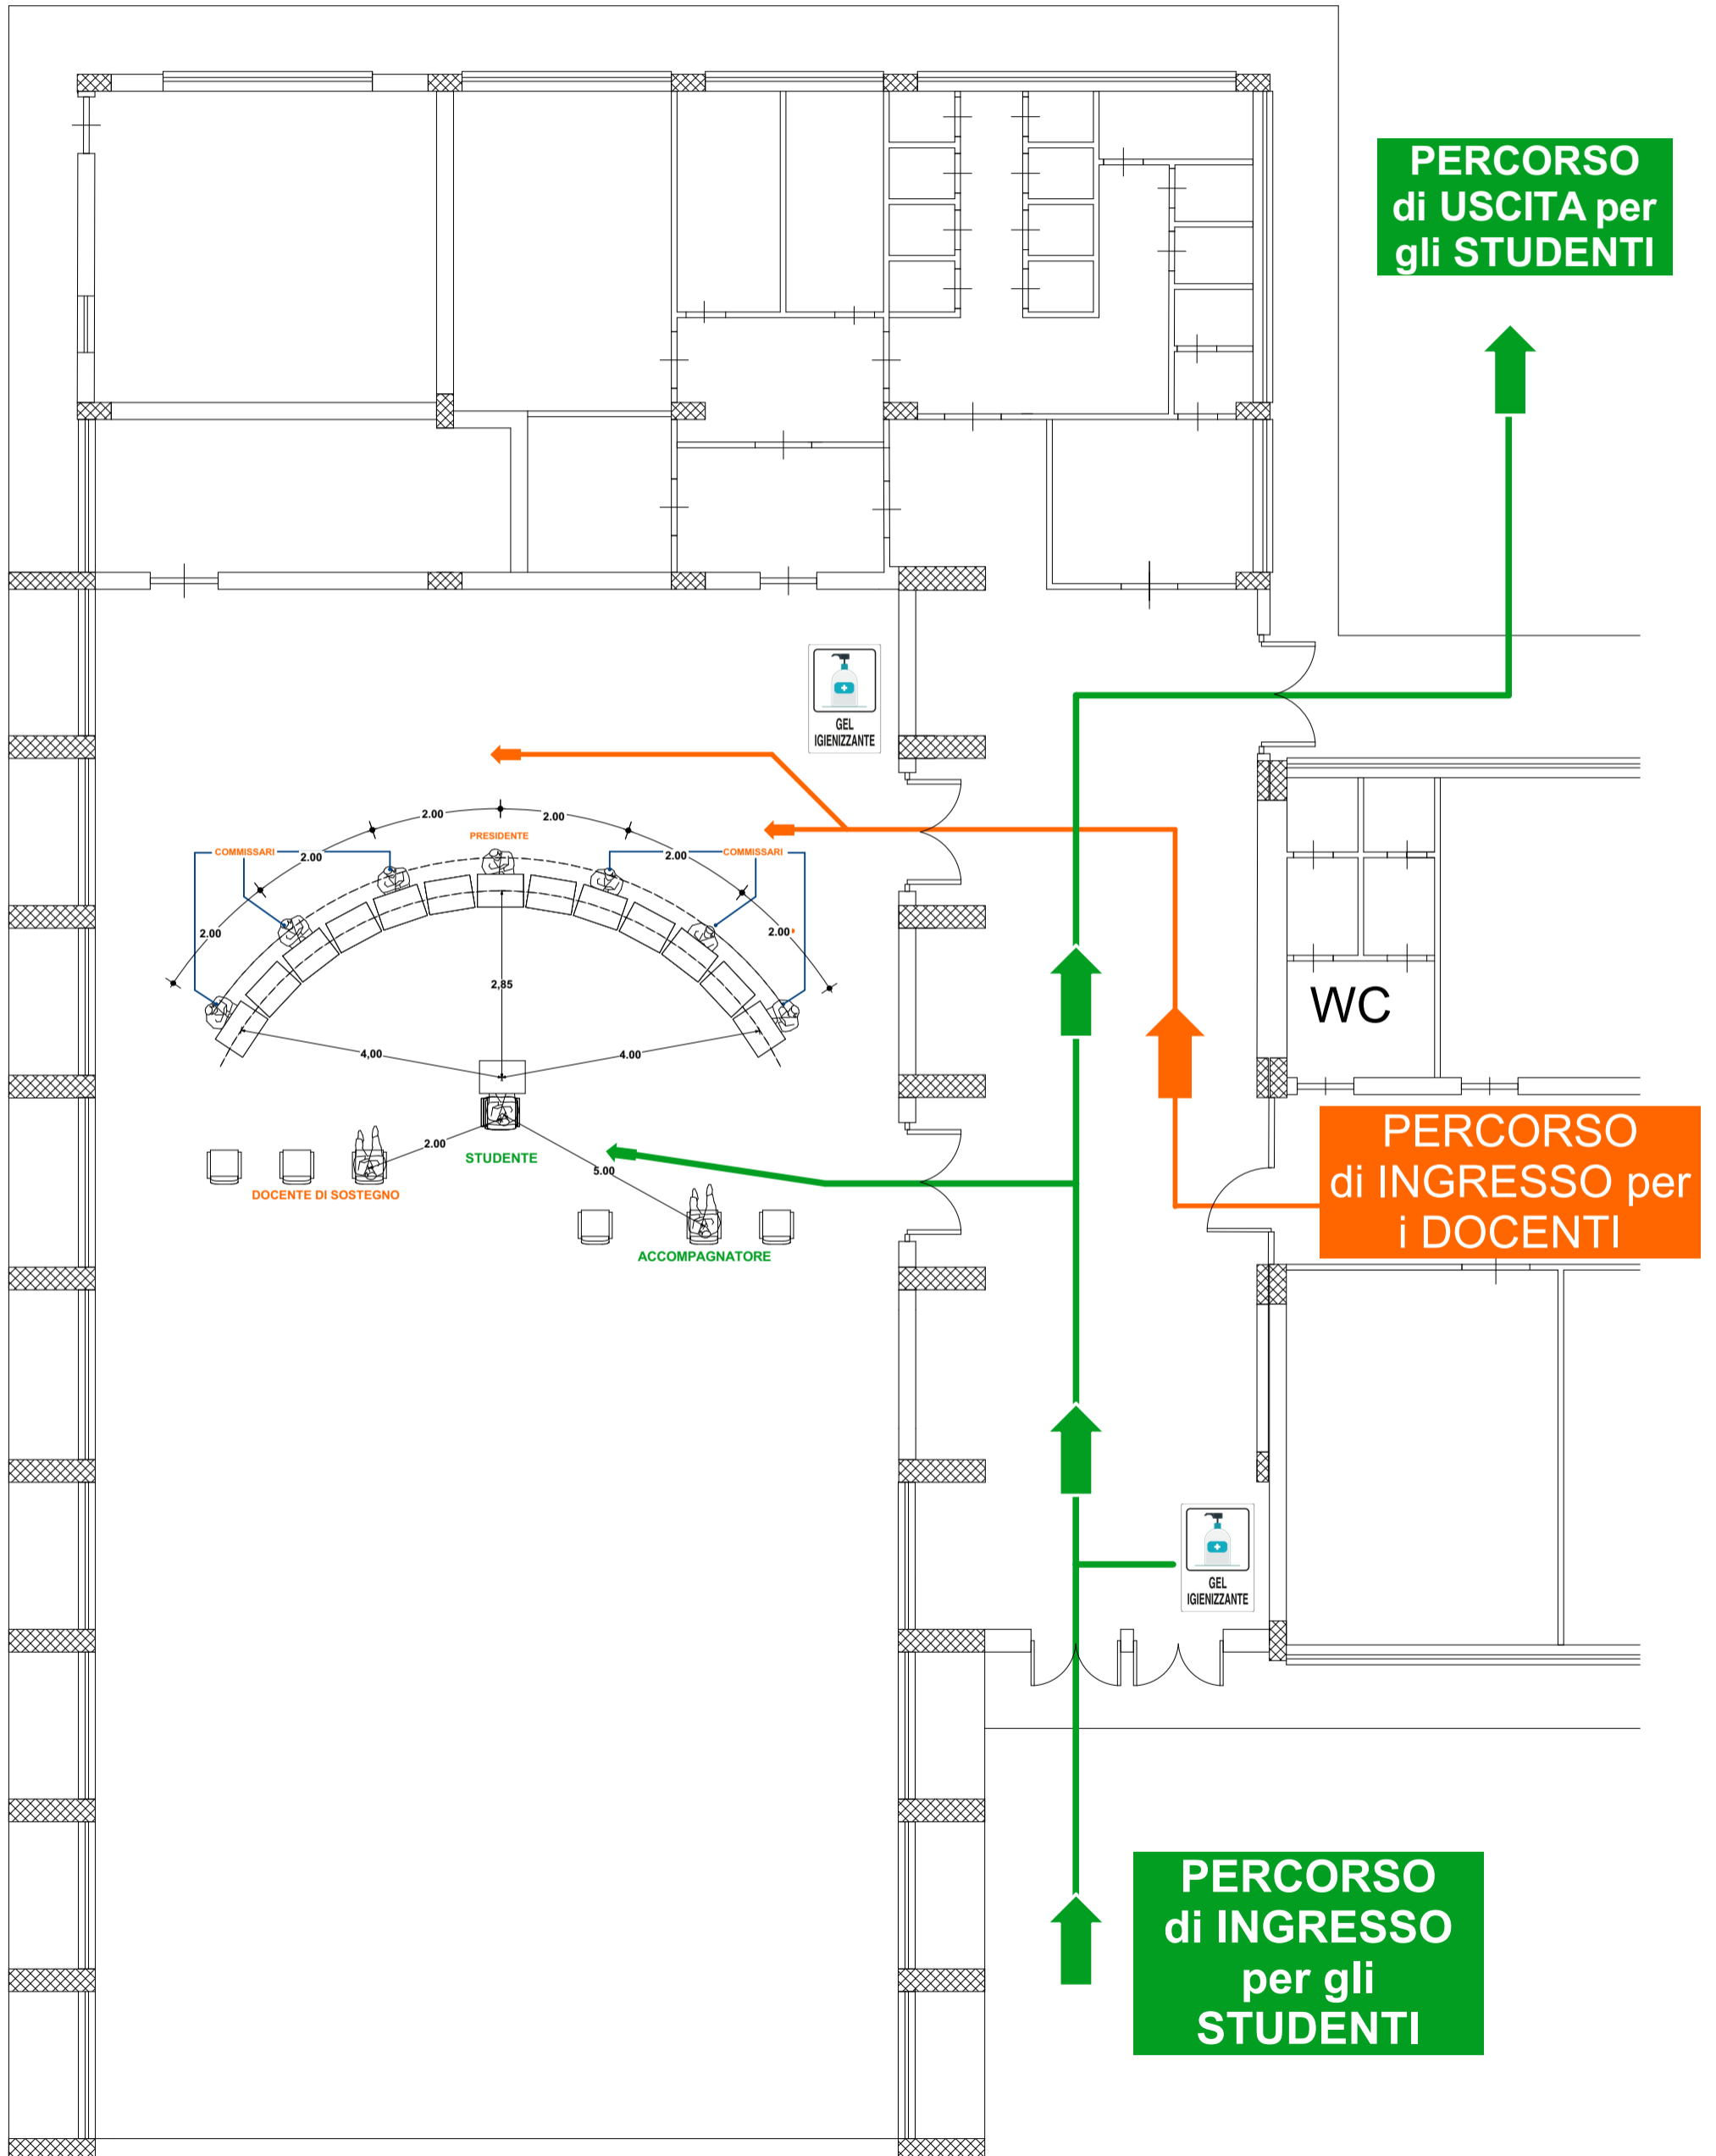 PERCORSO
di USCITA per
gli STUDENTI
GEL
IGIENIZZANTE
2.00
2.00
PRESIDENTE
COMMISSARI
2.00
2.00
COMMISSARI
2.00
2.00
2,85
WC
4,00
4.00
PERCORSO
di INGRESSO per
i DOCENTI
2.00
STUDENTE
5.00
DOCENTE DI SOSTEGNO
ACCOMPAGNATORE
GEL
IGIENIZZANTE
PERCORSO
di INGRESSO
per gli
STUDENTI